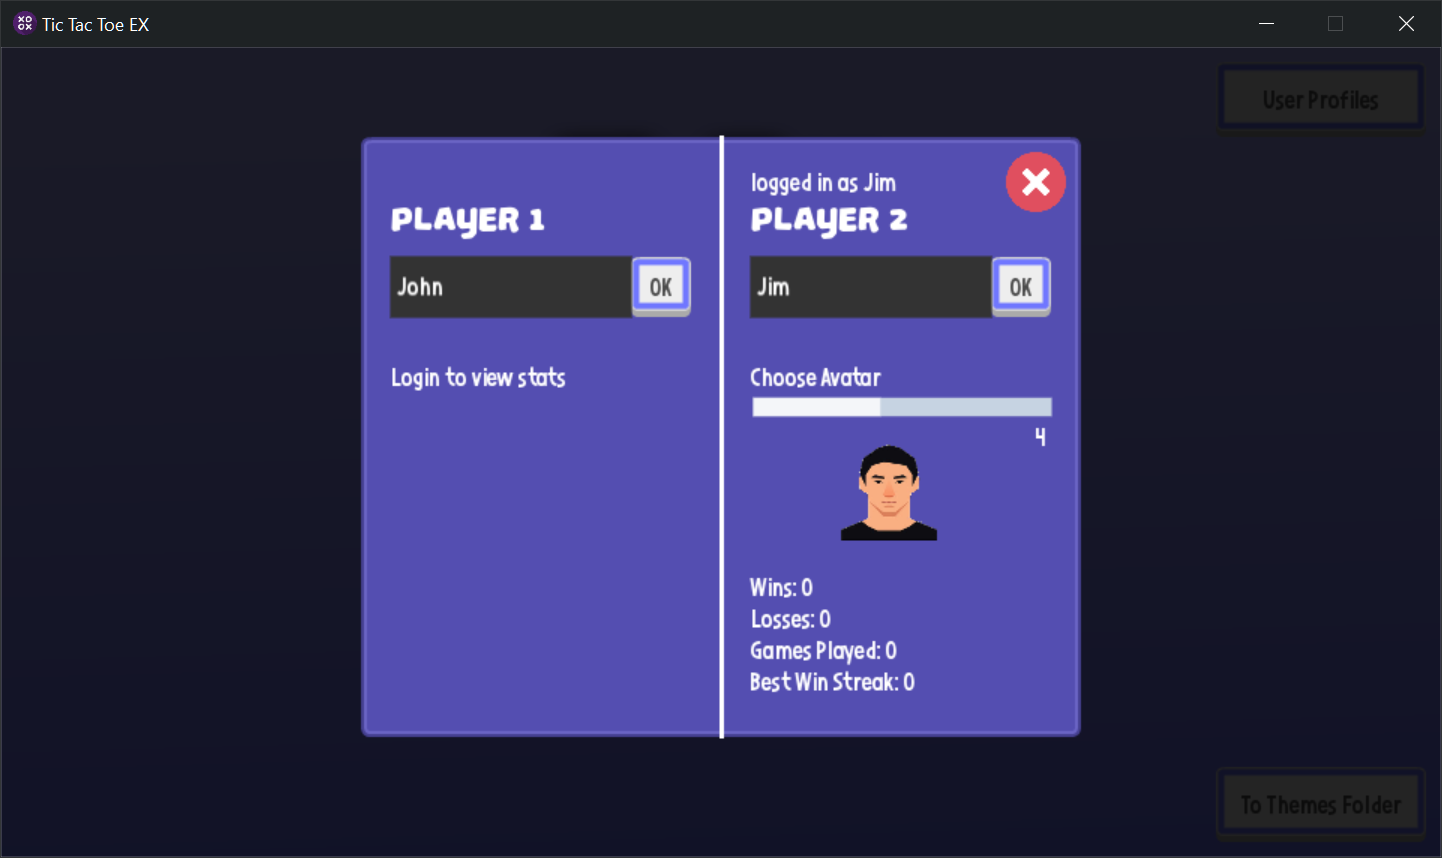 XO
OX
Tic Tac Toe EX
User Profiles
PLAYER 1
John
OK
Login to view stats
logged in as Jim
PLAYER 2
Jim
OK
Choose Avatar
4
Wins: 0
Losses: 0
Games Played: 0
Best Win Streak: 0
To Themes Folder